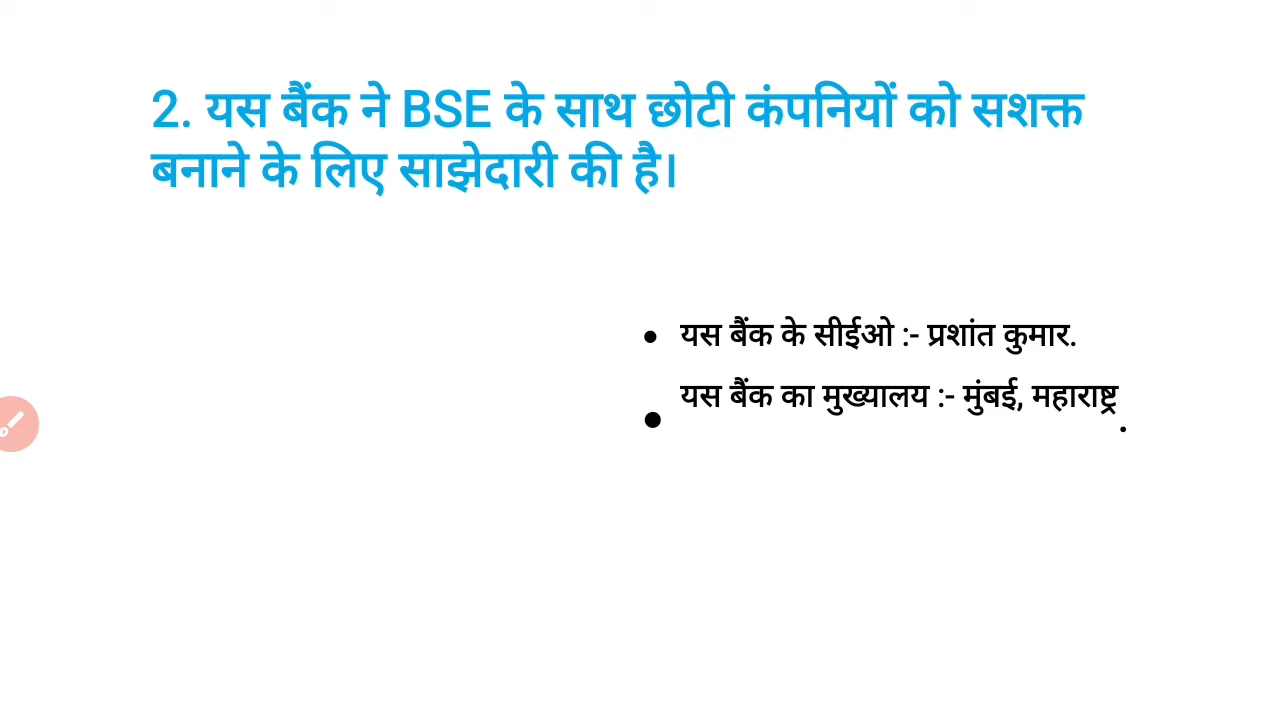 2. यस बैंक ने BSE के साथ छोटी कंपनियों को सशक्त
बनाने के लिए साझेदारी की है।
• यस बैंक के सीईओ :- प्रशांत कुमार.
• यस बैंक का मुख्यालय :- मुंबई, महाराष्ट्र.